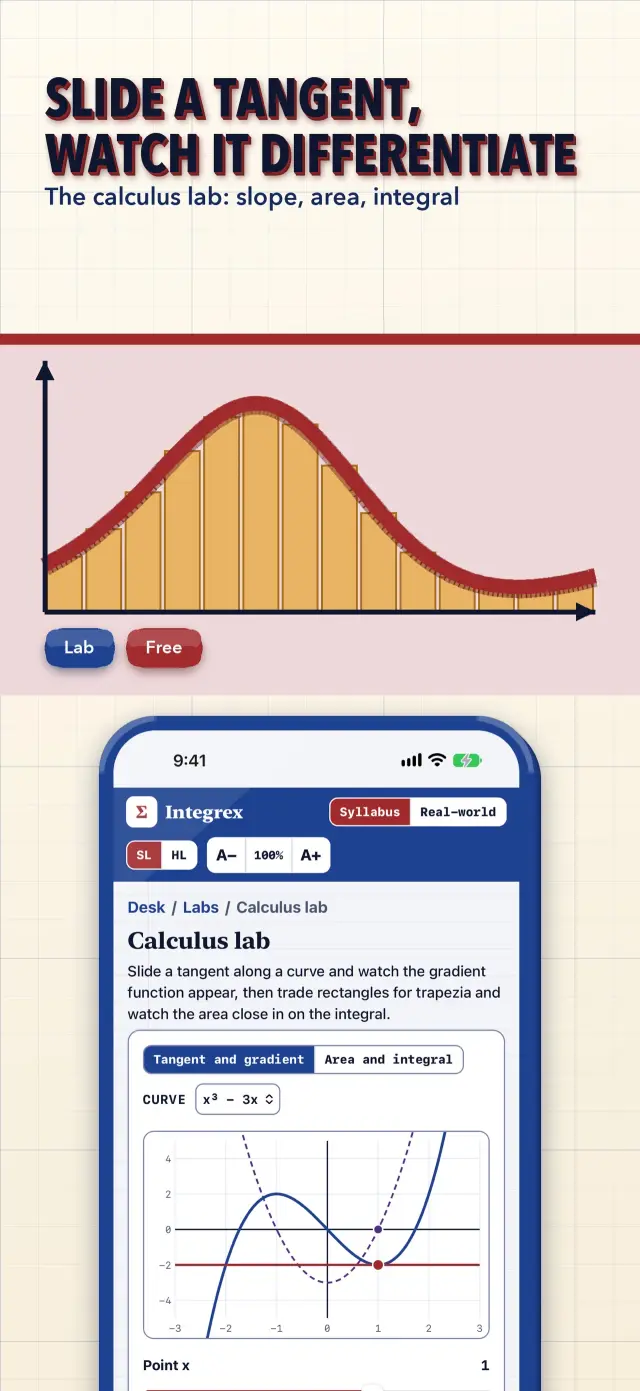 SLIDE A TANGENT,
WATCH IT DIFFERENTIATE
The calculus lab: slope, area, integral
Lab Free
9:41
Σ Integrex Syllabus Real-world
SL HL A− 100% A+
Desk / Labs / Calculus lab
Calculus lab
Slide a tangent along a curve and watch the gradient
function appear, then trade rectangles for trapezia and
watch the area close in on the integral.
Tangent and gradient Area and integral
CURVE x³ − 3x
4
2
0
−2
−4
−3 −2 −1 0 1 2 3
Point x 1